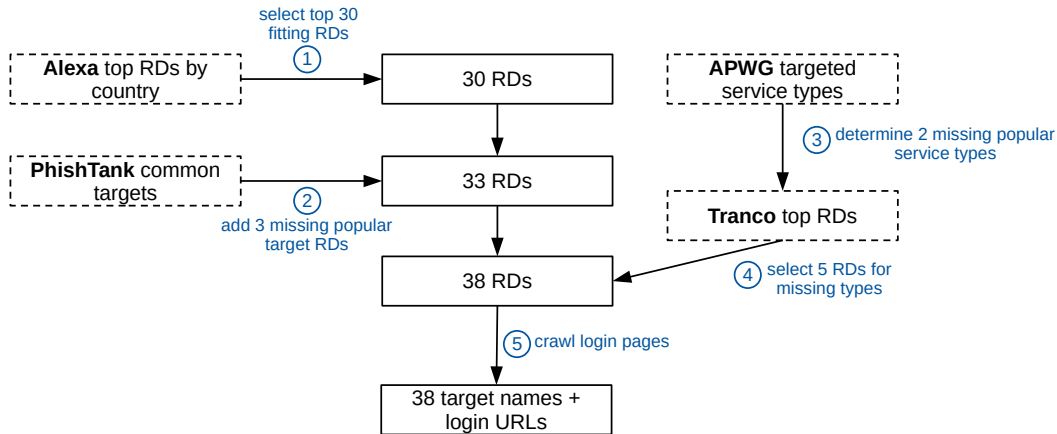 select top 30
fitting RDs
1
Alexa top RDs by
country
30 RDs
APWG targeted
service types
3
determine 2 missing popular
service types
PhishTank common
targets
33 RDs
2
add 3 missing popular
target RDs
Tranco top RDs
38 RDs
4
select 5 RDs for
missing types
5
crawl login pages
38 target names +
login URLs